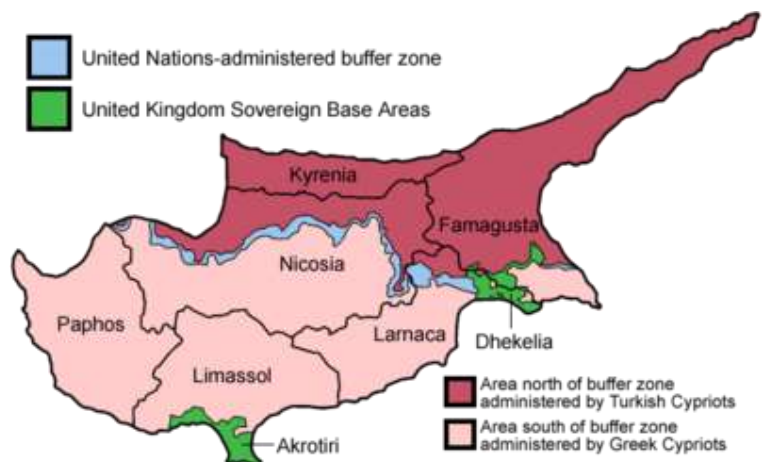 United Nations-administered buffer zone
United Kingdom Sovereign Base Areas
Kyrenia
Famagusta
Nicosia
Paphos
Larnaca
Dhekelia
Limassol
Akrotiri
Area north of buffer zone
administered by Turkish Cypriots
Area south of buffer zone
administered by Greek Cypriots